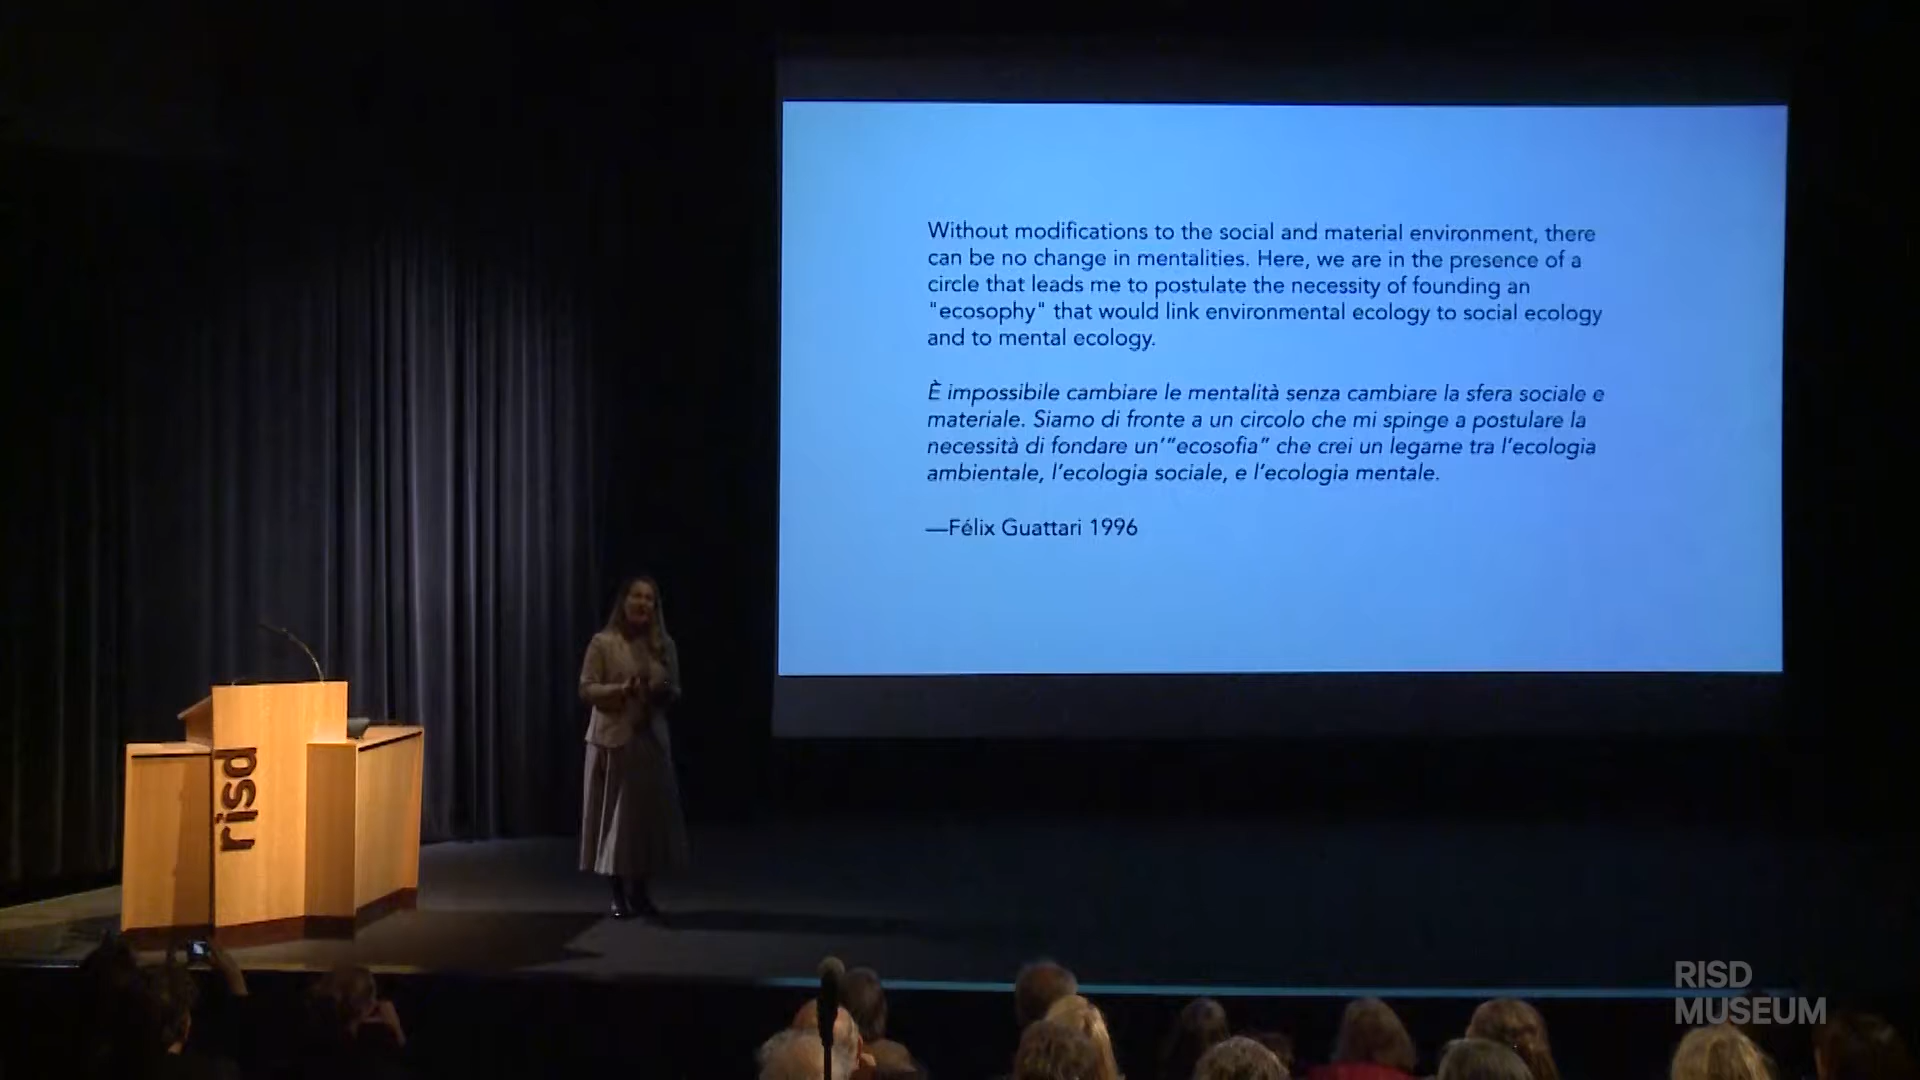 Without modifications to the social and material environment, there
can be no change in mentalities. Here, we are in the presence of a
circle that leads me to postulate the necessity of founding an
"ecosophy" that would link environmental ecology to social ecology
and to mental ecology.
È impossibile cambiare le mentalità senza cambiare la sfera sociale e
materiale. Siamo di fronte a un circolo che mi spinge a postulare la
necessità di fondare un'“ecosofia” che crei un legame tra l'ecologia
ambientale, l'ecologia sociale, e l'ecologia mentale.
—Félix Guattari 1996
risd
RISD
MUSEUM